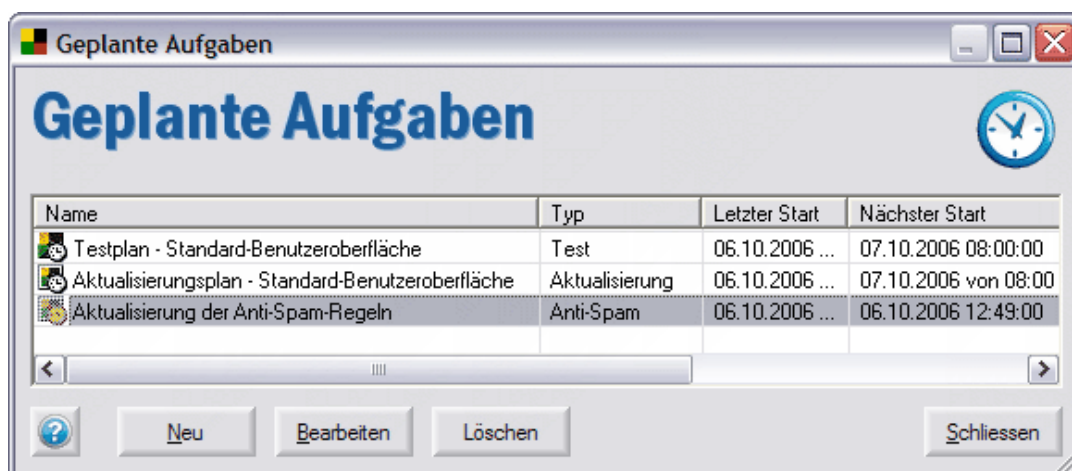 Geplante Aufgaben
Geplante Aufgaben
Name Typ Letzter Start Nächster Start
Testplan - Standard-Benutzeroberfläche Test 06.10.2006 ... 07.10.2006 08:00:00
Aktualisierungsplan - Standard-Benutzeroberfläche Aktualisierung 06.10.2006 ... 07.10.2006 von 08:00
Aktualisierung der Anti-Spam-Regeln Anti-Spam 06.10.2006 ... 06.10.2006 12:49:00
? Neu Bearbeiten Löschen Schliessen